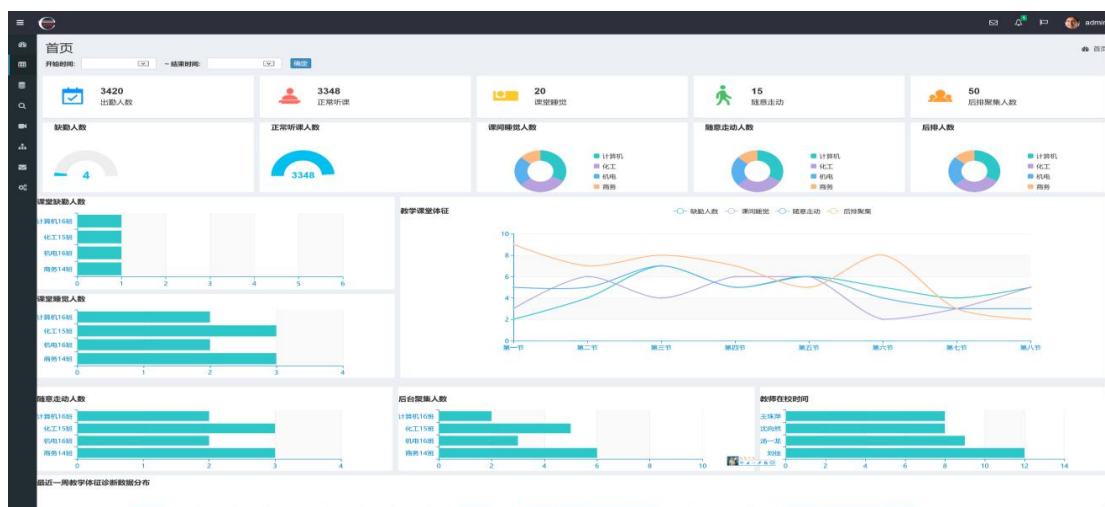 admin
首页
首页
开始时间:
~ 结束时间:
确定
3420
出勤人数
3348
正常听课
20
课堂睡觉
15
随意走动
50
后排聚集人数
缺勤人数
4
正常听课人数
3348
课间睡觉人数
计算机
化工
机电
商务
随意走动人数
计算机
化工
机电
商务
后排人数
计算机
化工
机电
商务
课堂缺勤人数
计算机16班
化工15班
机电16班
商务14班
0 1 2 3 4 5 6
教学课堂体征
缺勤人数 课间睡觉 随意走动 后排聚集
10
8
6
4
2
0
第一节 第二节 第三节 第四节 第五节 第六节 第七节 第八节
课堂睡觉人数
计算机16班
化工15班
机电16班
商务14班
0 1 2 3 4
随意走动人数
计算机16班
化工15班
机电16班
商务14班
0 1 2 3 4
后台聚集人数
计算机16班
化工15班
机电16班
商务14班
0 2 4 6 8 10
教师在校时间
汤一龙
刘佳
0 2 4 6 8 10 12 14
最近一周教学体征诊断数据分布